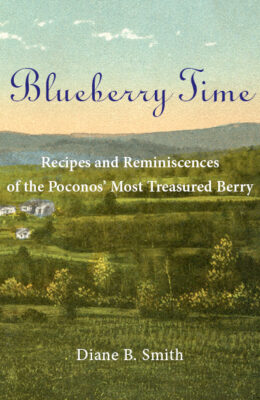 Blueberry Time
Recipes and Reminiscences
of the Poconos' Most Treasured Berry
Diane B. Smith